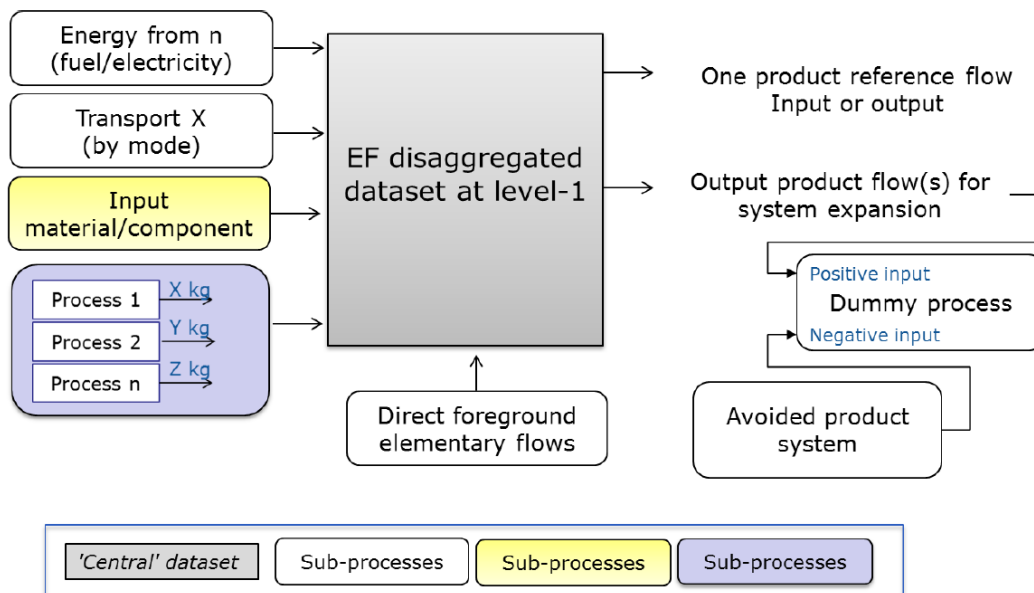 Energy from n
(fuel/electricity)
Transport X
(by mode)
Input
material/component
Process 1
X kg
Process 2
Y kg
Process n
Z kg
EF disaggregated
dataset at level-1
Direct foreground
elementary flows
One product reference flow
Input or output
Output product flow(s) for
system expansion
Positive input
Dummy process
Negative input
Avoided product
system
'Central' dataset
Sub-processes
Sub-processes
Sub-processes